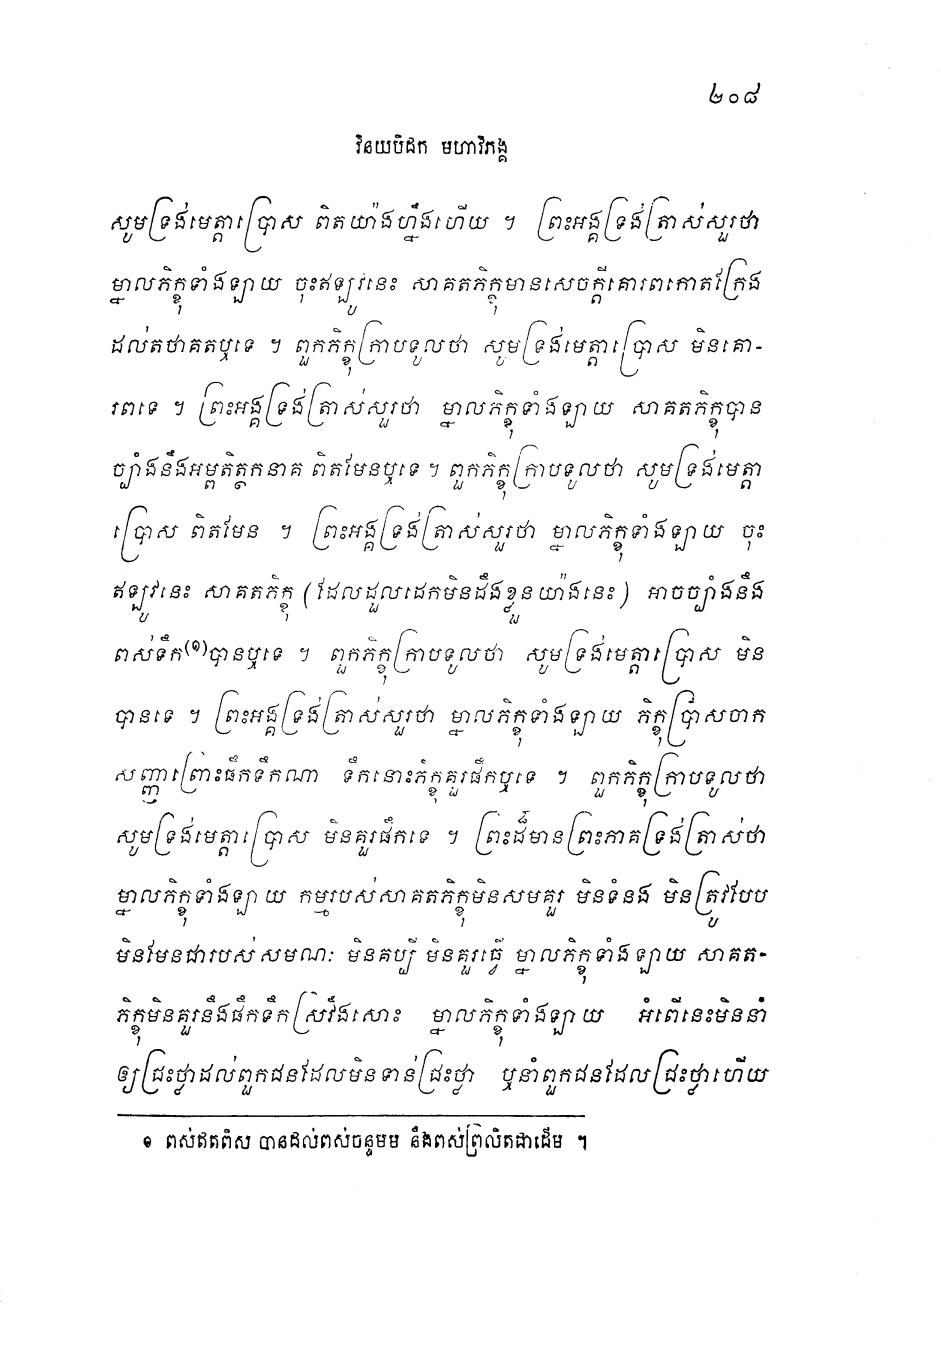 ២០៨
វិនយបិដក មហាវិភង្គ
សូមទ្រង់មេត្តាប្រោស ពិតយ៉ាងហ្នឹងហើយ ។ ព្រះអង្គទ្រង់ត្រាស់សួរថា
ម្នាលភិក្ខុទាំងឡាយ ចុះឥឡូវនេះ សាគតភិក្ខុមានសេចក្តីគោរពកោតក្រែង
ដល់តថាគតឬទេ ។ ពួកភិក្ខុក្រាបទូលថា សូមទ្រង់មេត្តាប្រោស មិនគោ-
រពទេ ។ ព្រះអង្គទ្រង់ត្រាស់សួរថា ម្នាលភិក្ខុទាំងឡាយ សាគតភិក្ខុបាន
ច្បាំងនឹងអម្ពតិត្ថកនាគ ពិតមែនឬទេ ។ ពួកភិក្ខុក្រាបទូលថា សូមទ្រង់មេត្តា
ប្រោស ពិតមែន ។ ព្រះអង្គទ្រង់ត្រាស់សួរថា ម្នាលភិក្ខុទាំងឡាយ ចុះ
ឥឡូវនេះ សាគតភិក្ខុ (ដែលដួលដេកមិនដឹងខ្លួនយ៉ាងនេះ) អាចច្បាំងនឹង
ពស់ទឹក(១)បានឬទេ ។ ពួកភិក្ខុក្រាបទូលថា សូមទ្រង់មេត្តាប្រោស មិន
បានទេ ។ ព្រះអង្គទ្រង់ត្រាស់សួរថា ម្នាលភិក្ខុទាំងឡាយ ភិក្ខុប្រាសចាក
សញ្ញាព្រោះផឹកទឹកណា ទឹកនោះភិក្ខុគួរផឹកឬទេ ។ ពួកភិក្ខុក្រាបទូលថា
សូមទ្រង់មេត្តាប្រោស មិនគួរផឹកទេ ។ ព្រះដ៏មានព្រះភាគទ្រង់ត្រាស់ថា
ម្នាលភិក្ខុទាំងឡាយ កម្មរបស់សាគតភិក្ខុមិនសមគួរ មិនទំនង មិនត្រូវបែប
មិនមែនជារបស់សមណៈ មិនគប្បី មិនគួរធ្វើ ម្នាលភិក្ខុទាំងឡាយ សាគត-
ភិក្ខុមិនគួរនឹងផឹកទឹកស្រវឹងសោះ ម្នាលភិក្ខុទាំងឡាយ អំពើនេះមិននាំ
ឲ្យជ្រះថ្លាដល់ពួកជនដែលមិនទាន់ជ្រះថ្លា ឬនាំពួកជនដែលជ្រះថ្លាហើយ
១ ពស់ឥតពិស បានដល់ពស់ចន្ទមម នឹងពស់ព្រលិតជាដើម ។